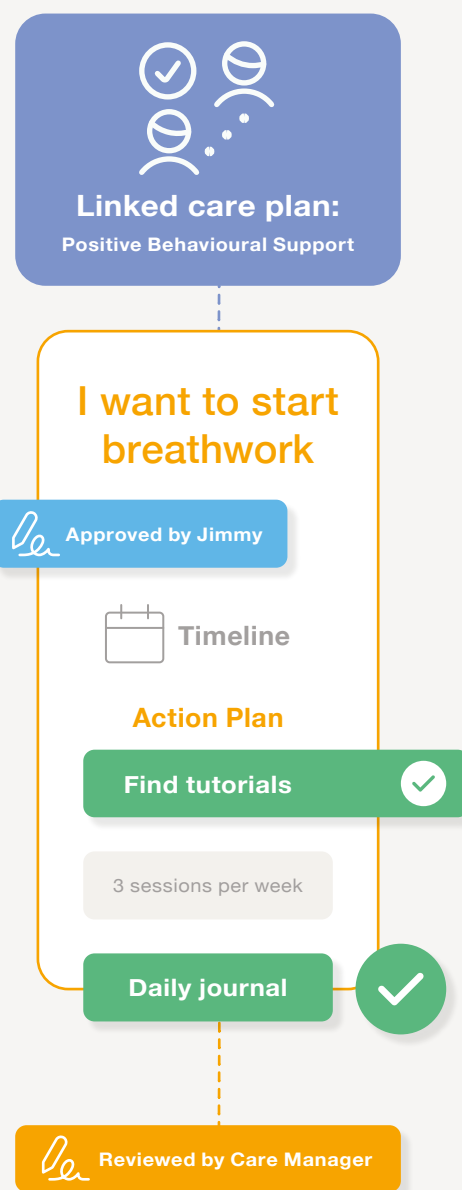 Linked care plan:
Positive Behavioural Support
I want to start
breathwork
Approved by Jimmy
Timeline
Action Plan
Find tutorials
3 sessions per week
Daily journal
Reviewed by Care Manager